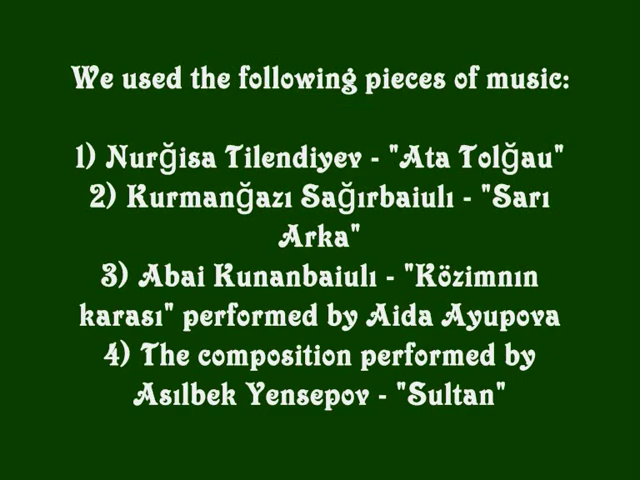 We used the following pieces of music:
1) Nurğisa Tilendiyev - "Ata Tolğau"
2) Kurmanğazı Sağırbaiulı - "Sarı
Arka"
3) Abai Kunanbaiulı - "Közimnın
karası" performed by Aida Ayupova
4) The composition performed by
Asılbek Yensepov - "Sultan"